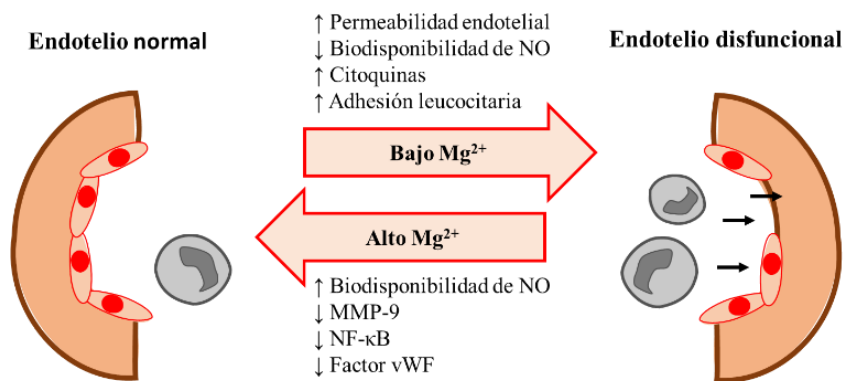 Endotelio normal
↑ Permeabilidad endotelial
↓ Biodisponibilidad de NO
↑ Citoquinas
↑ Adhesión leucocitaria
Endotelio disfuncional
Bajo Mg²⁺
Alto Mg²⁺
↑ Biodisponibilidad de NO
↓ MMP-9
↓ NF-κB
↓ Factor vWF